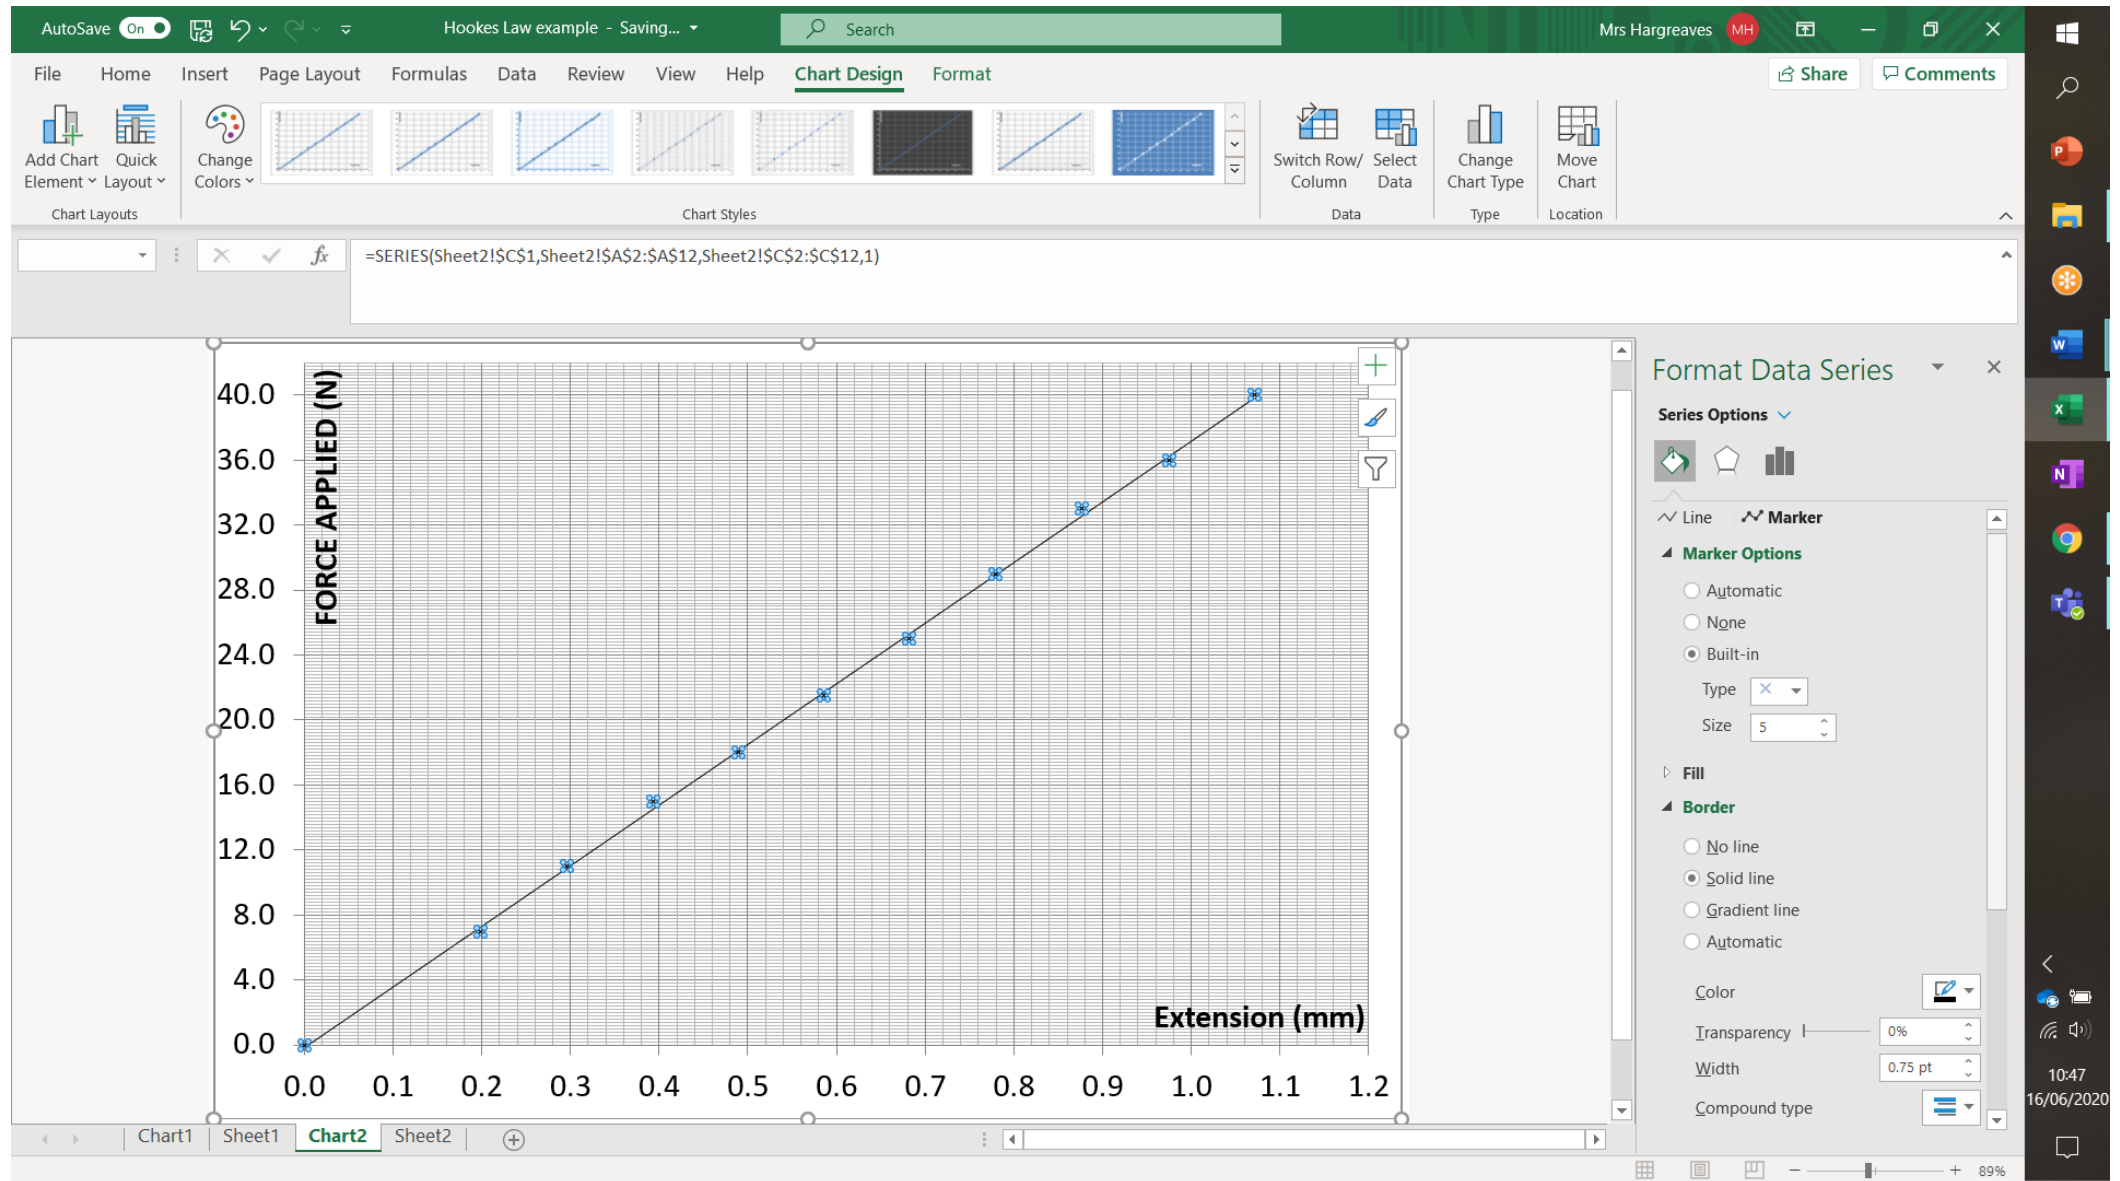 AutoSave On Hookes Law example - Saving... Search Mrs Hargreaves MH
File Home Insert Page Layout Formulas Data Review View Help Chart Design Format Share Comments
Add Chart Element Quick Layout Change Colors Switch Row/ Column Select Data Change Chart Type Move Chart
Chart Layouts Chart Styles Data Type Location
fx =SERIES(Sheet2!$C$1,Sheet2!$A$2:$A$12,Sheet2!$C$2:$C$12,1)
FORCE APPLIED (N)
40.0
36.0
32.0
28.0
24.0
20.0
16.0
12.0
8.0
4.0
0.0
Extension (mm)
0.0 0.1 0.2 0.3 0.4 0.5 0.6 0.7 0.8 0.9 1.0 1.1 1.2
Format Data Series
Series Options
Line Marker
Marker Options
Automatic
None
Built-in
Type
Size 5
Fill
Border
No line
Solid line
Gradient line
Automatic
Color
Transparency 0%
Width 0.75 pt
Compound type
Chart1 Sheet1 Chart2 Sheet2
89%
P
W
X
N
T
10:47
16/06/2020